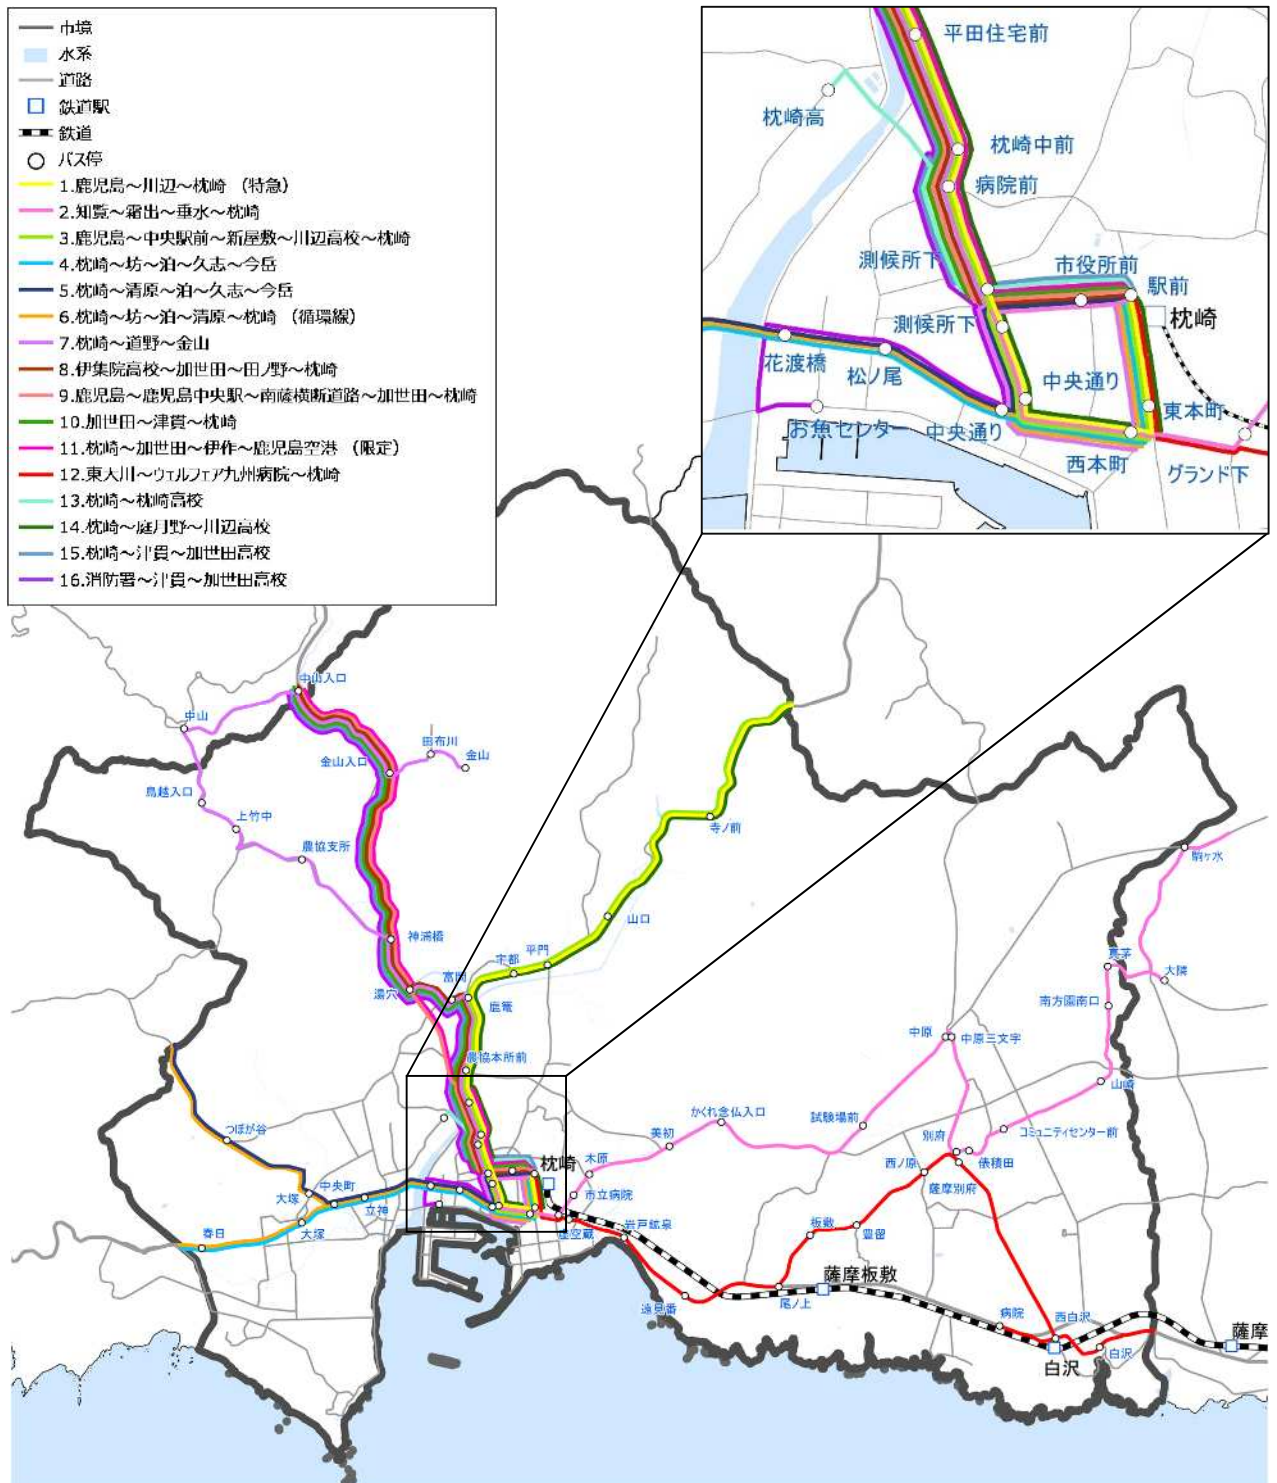 市境
水系
道路
鉄道駅
鉄道
バス停
1.鹿児島～川辺～枕崎 (特急)
2.知覧～霜出～垂水～枕崎
3.鹿児島～中央駅前～新屋敷～川辺高校～枕崎
4.枕崎～坊～泊～久志～今岳
5.枕崎～清原～泊～久志～今岳
6.枕崎～坊～泊～清原～枕崎 (循環線)
7.枕崎～道野～金山
8.伊集院高校～加世田～田ノ野～枕崎
9.鹿児島～鹿児島中央駅～南薩横断道路～加世田～枕崎
10.加世田～津貫～枕崎
11.枕崎～加世田～伊作～鹿児島空港 (限定)
12.東大川～ウェルフェア九州病院～枕崎
13.枕崎～枕崎高校
14.枕崎～庭月野～川辺高校
15.枕崎～津貫～加世田高校
16.消防署～津貫～加世田高校
平田住宅前
枕崎高
枕崎中前
病院前
測候所下
市役所前
駅前
測候所下
枕崎
花渡橋
松ノ尾
中央通り
東本町
お魚センター
中央通り
西本町
グランド下
中山入口
中山
田布川
金山入口
金山
鳥越入口
上竹中
農協支所
寺ノ前
駒ヶ水
山口
神浦橋
平門
宇都
富岡
瀬穴
鹿篭
真茅
大隣
南方園南口
中原
中原三文字
農協本所前
山崎
かくれ念仏入口
試験場前
つぼが谷
美初
コミュニティセンター前
別府
木原
枕崎
西ノ原
俵積田
中央町
大塚
市立病院
薩摩別府
立神
春日
大塚
岩戸鉱泉
板敷
豊留
薩摩板敷
遠見番
尾ノ上
病院
西白沢
薩摩
白沢
白沢